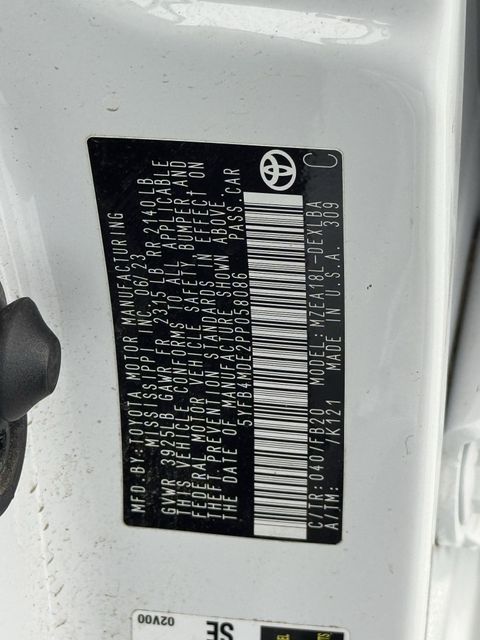 MFD BY: TOYOTA MOTOR MANUFACTURING
MISSISSIPPI INC. 06/23
GVWR 3925LB GAWR FR 2325 LB RR 2140LB
THIS VEHICLE CONFORMS TO ALL APPLICABLE
FEDERAL MOTOR VEHICLE SAFETY, BUMPER AND
THEFT PREVENTION STANDARDS IN EFFECT ON
THE DATE OF MANUFACTURE SHOWN ABOVE.
5YFB4MDE2PP058086 PASS.CAR
C/TR: 040/FB20 MODEL: MZEA18L-DEXLBA
A/TM: /K121 MADE IN U.S.A. 309 C
02V00
SE